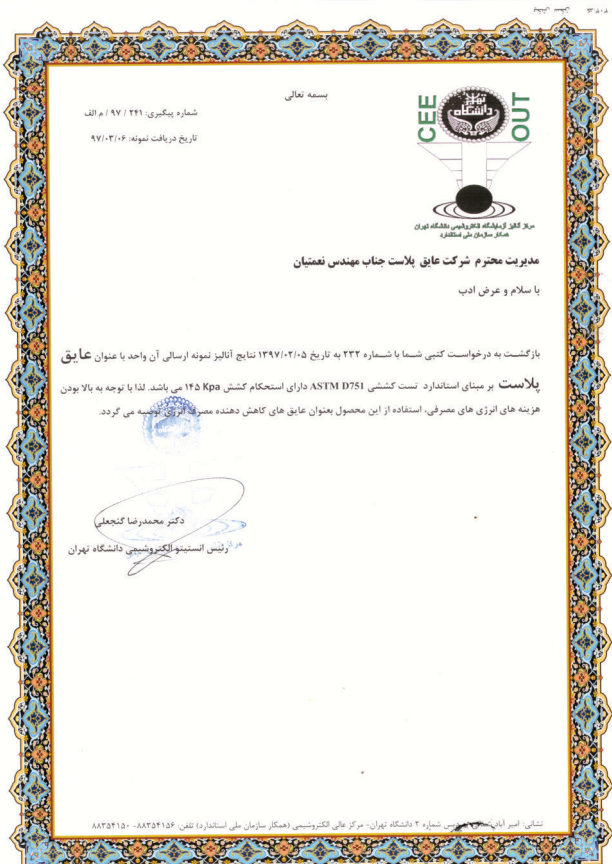 بسمه تعالی
شماره پیگیری: ۲۴۱ / ۹۷ / م الف
تاریخ دریافت نمونه: ۹۷/۰۳/۰۶
CEE OUT
دانشگاه تهران
مرکز آنالیز آزمایشگاه الکتروشیمی دانشگاه تهران
همکار سازمان ملی استاندارد
مدیریت محترم شرکت عایق پلاست جناب مهندس نعمتیان
با سلام و عرض ادب
بازگشت به درخواست کتبی شما با شماره ۲۳۲ به تاریخ ۱۳۹۷/۰۲/۰۵ نتایج آنالیز نمونه ارسالی آن واحد با عنوان عایق
پلاست بر مبنای استاندارد تست کششی ASTM D751 دارای استحکام کشش ۱۴۵ Kpa می باشد. لذا با توجه به بالا بودن
هزینه های انرژی های مصرفی، استفاده از این محصول بعنوان عایق های کاهش دهنده مصرف انرژی توصیه می گردد.
دکتر محمدرضا گنجعلی
رئیس انستیتو الکتروشیمی دانشگاه تهران
نشانی: امیر آباد شماره ۲ دانشگاه تهران- مرکز عالی الکتروشیمی (همکار سازمان ملی استاندارد) تلفن: ۸۸۳۵۴۱۵۶- ۸۸۳۵۴۱۵۰